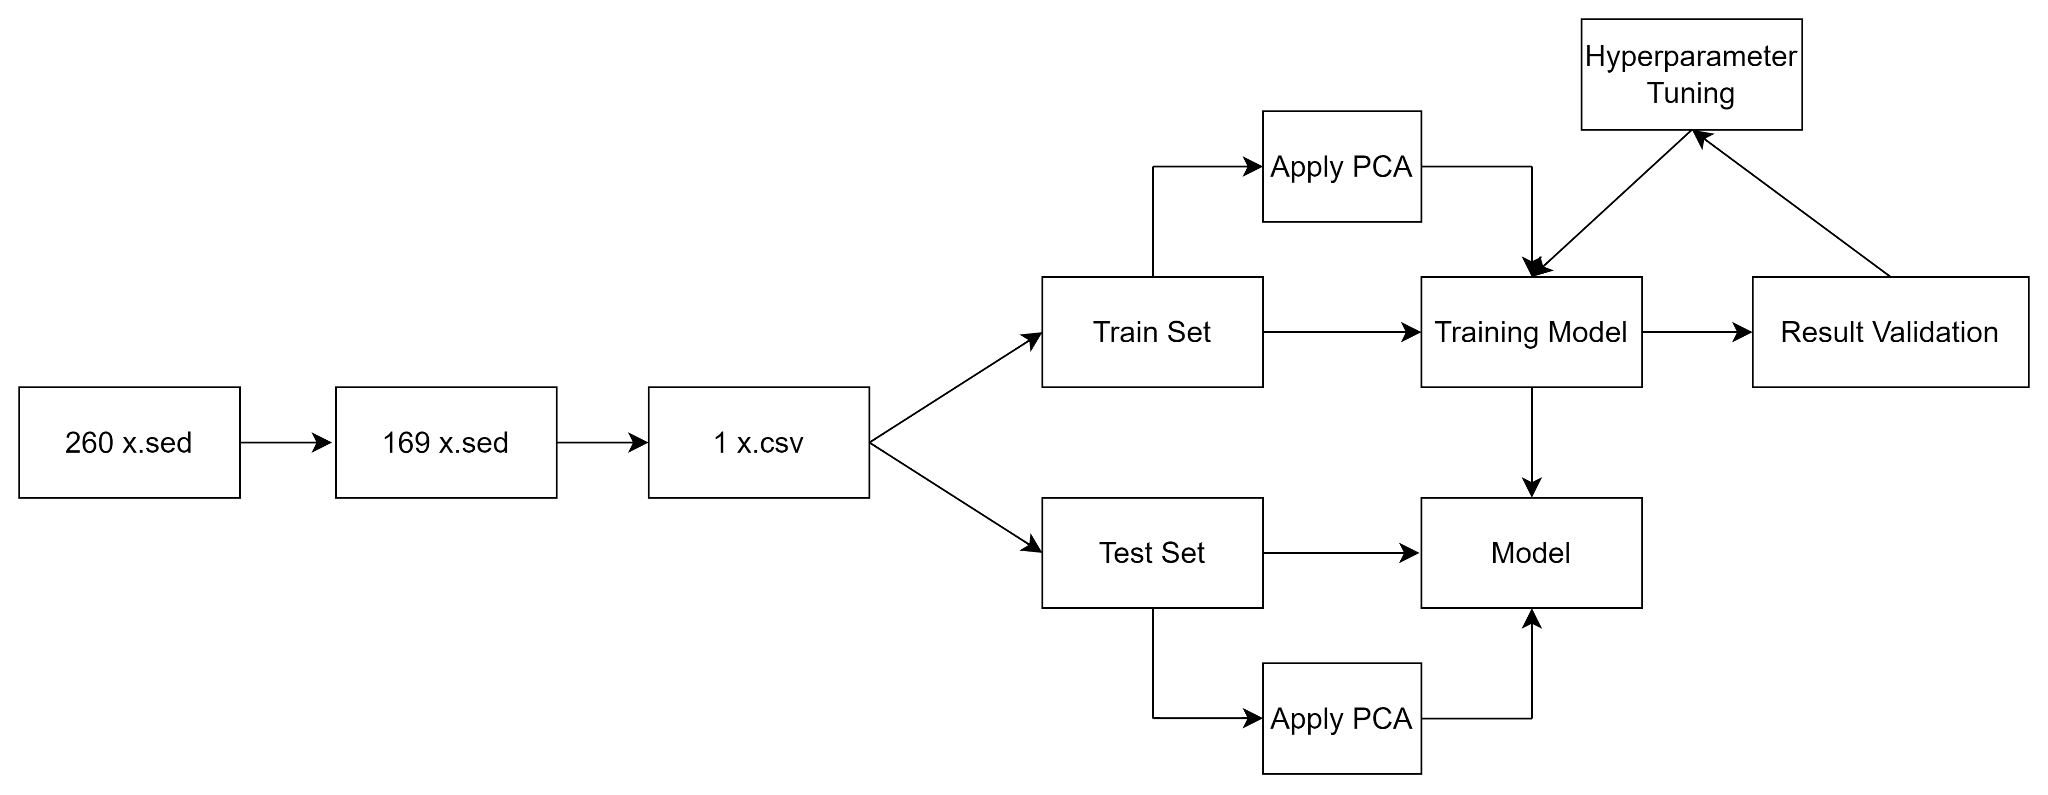 Hyperparameter
Tuning
Apply PCA
Train Set
Training Model
Result Validation
260 x.sed
169 x.sed
1 x.csv
Test Set
Model
Apply PCA